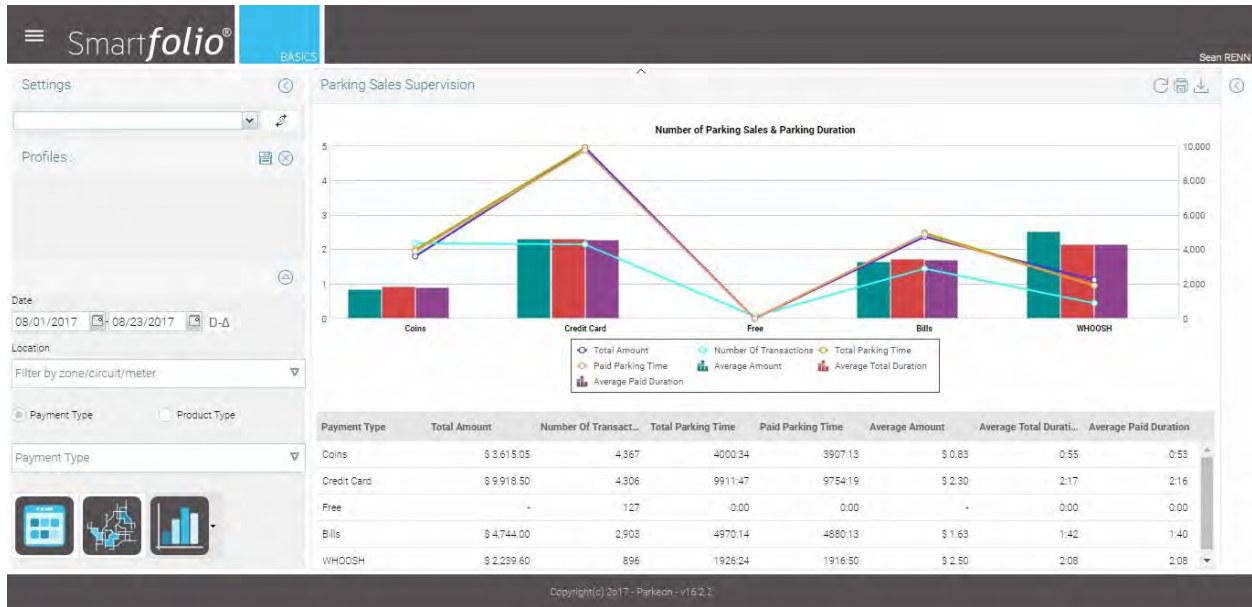 Smartfolio®
BASICS
Sean RENN
Settings
Profiles :
Date
08/01/2017 - 08/23/2017 D-Δ
Location
Filter by zone/circuit/meter
Payment Type Product Type
Payment Type
Parking Sales Supervision
Number of Parking Sales & Parking Duration
5 10,000
4 8,000
3 6,000
2 4,000
1 2,000
0 0
Coins Credit Card Free Bills WHOOSH
Total Amount Number Of Transactions Total Parking Time
Paid Parking Time Average Amount Average Total Duration
Average Paid Duration
Payment Type Total Amount Number Of Transact... Total Parking Time Paid Parking Time Average Amount Average Total Durati... Average Paid Duration
Coins $ 3,615.05 4,367 4000:34 3907:13 $ 0.83 0:55 0:53
Credit Card $ 9,918.50 4,306 9911:47 9754:19 $ 2.30 2:17 2:16
Free - 127 0:00 0:00 - 0:00 0:00
Bills $ 4,744.00 2,903 4970:14 4880:13 $ 1.63 1:42 1:40
WHOOSH $ 2,239.60 896 1926:24 1916:50 $ 2.50 2:08 2:08
Copyright(c) 2o17 - Parkeon - v16.2.2